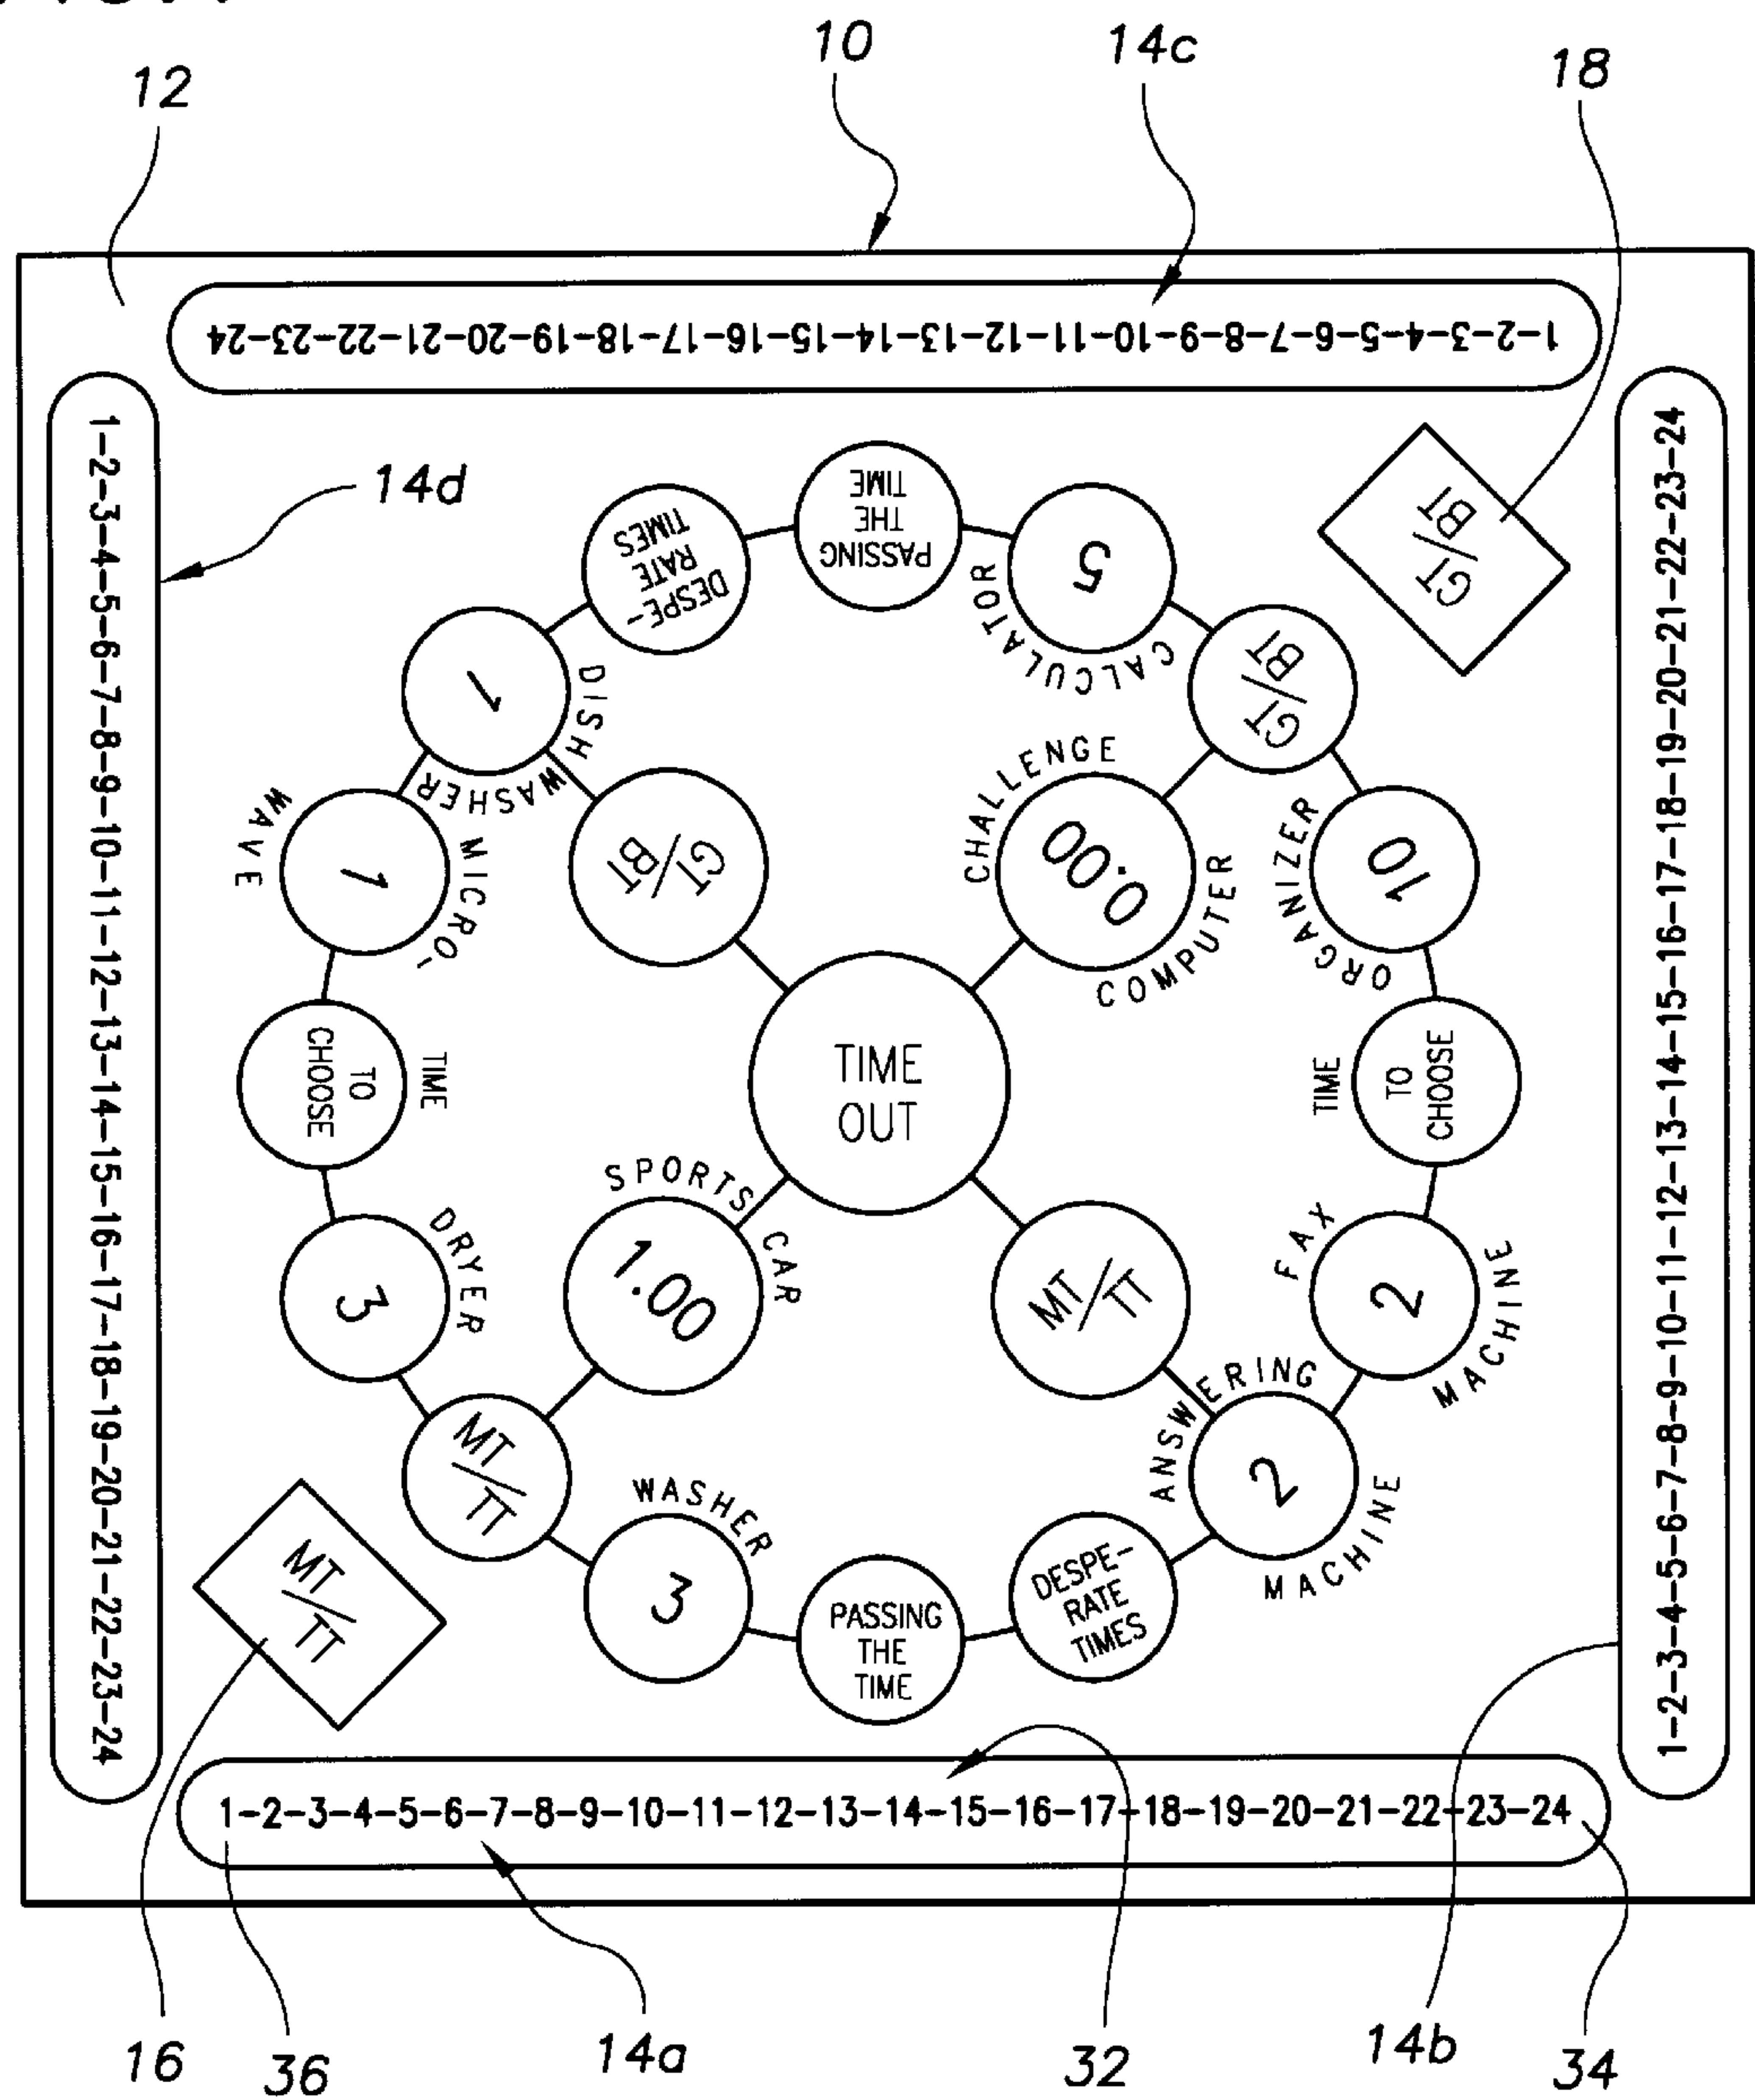 10
14c
18
12
1-2-3-4-5-6-7-8-9-10-11-12-13-14-15-16-17-18-19-20-21-22-23-24
1-2-3-4-5-6-7-8-9-10-11-12-13-14-15-16-17-18-19-20-21-22-23-24
14d
1-2-3-4-5-6-7-8-9-10-11-12-13-14-15-16-17-18-19-20-21-22-23-24
PASSING
THE
TIME
DESPE-
RATE
TIMES
5
CALCULATOR
GT/BT
GT/BT
1
DISH WASHER
CHALLENGE
0.00
COMPUTER
10
ORGANIZER
1
MICRO-
WAVE
GT/BT
TIME
OUT
TIME
TO
CHOOSE
TIME
TO
CHOOSE
SPORTS CAR
1.00
MT/TT
FAX
2
MACHINE
3
DRYER
MT/TT
WASHER
3
ANSWERING
2
MACHINE
MT/TT
PASSING
THE
TIME
DESPE-
RATE
TIMES
1-2-3-4-5-6-7-8-9-10-11-12-13-14-15-16-17-18-19-20-21-22-23-24
16
36
14a
32
14b
34